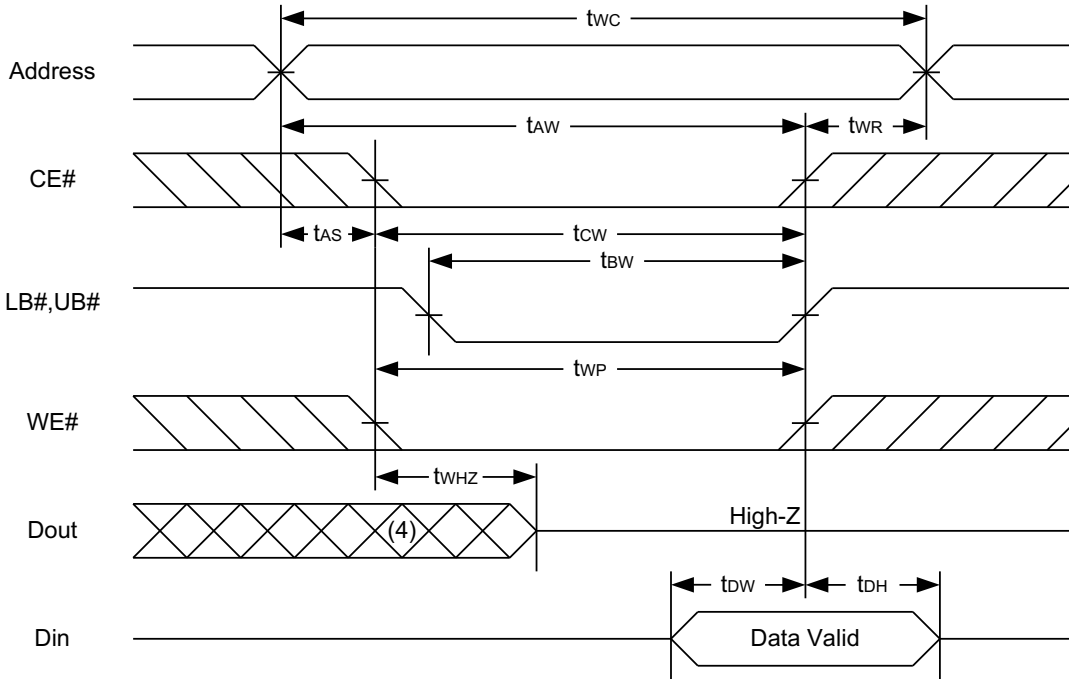 tWC
Address
tAW
tWR
CE#
tAS
tCW
tBW
LB#,UB#
tWP
WE#
tWHZ
Dout
(4)
High-Z
tDW
tDH
Din
Data Valid